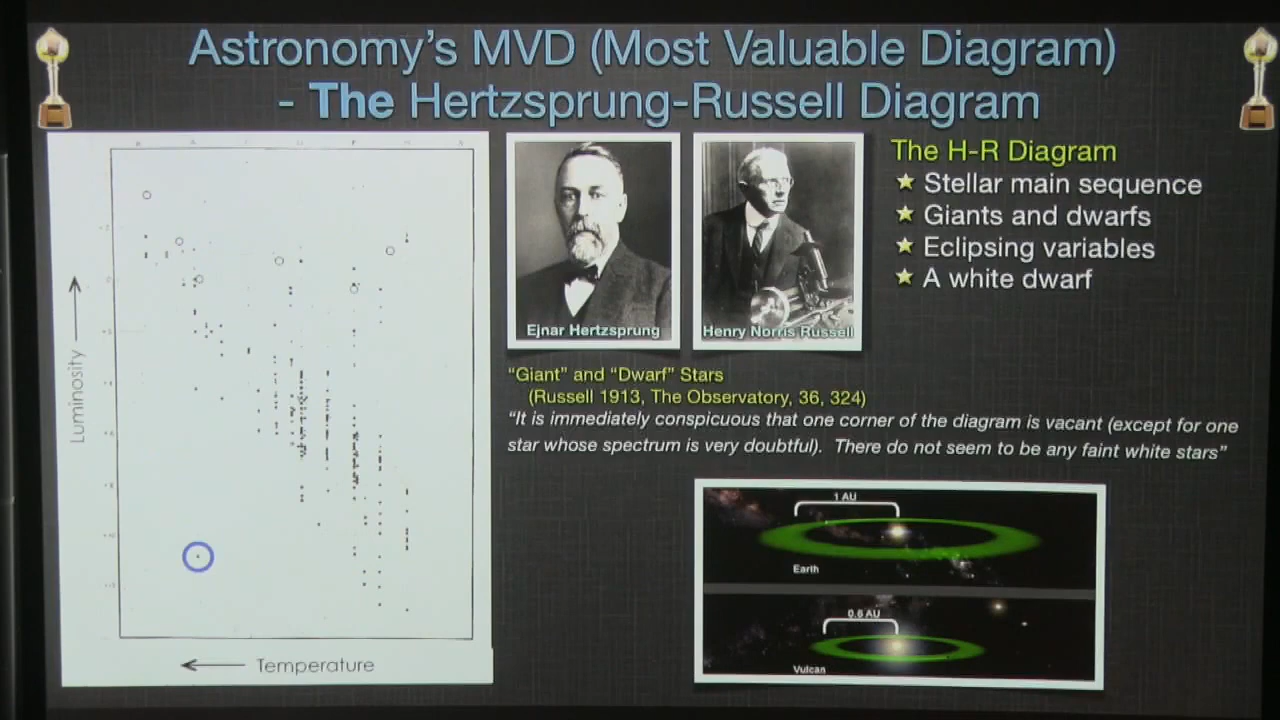 Astronomy's MVD (Most Valuable Diagram)
- The Hertzsprung-Russell Diagram
Luminosity
Temperature
Ejnar Hertzsprung
Henry Norris Russell
The H-R Diagram
Stellar main sequence
Giants and dwarfs
Eclipsing variables
A white dwarf
"Giant" and "Dwarf" Stars
(Russell 1913, The Observatory, 36, 324)
"It is immediately conspicuous that one corner of the diagram is vacant (except for one
star whose spectrum is very doubtful). There do not seem to be any faint white stars"
1 AU
Earth
0.6 AU
Vulcan